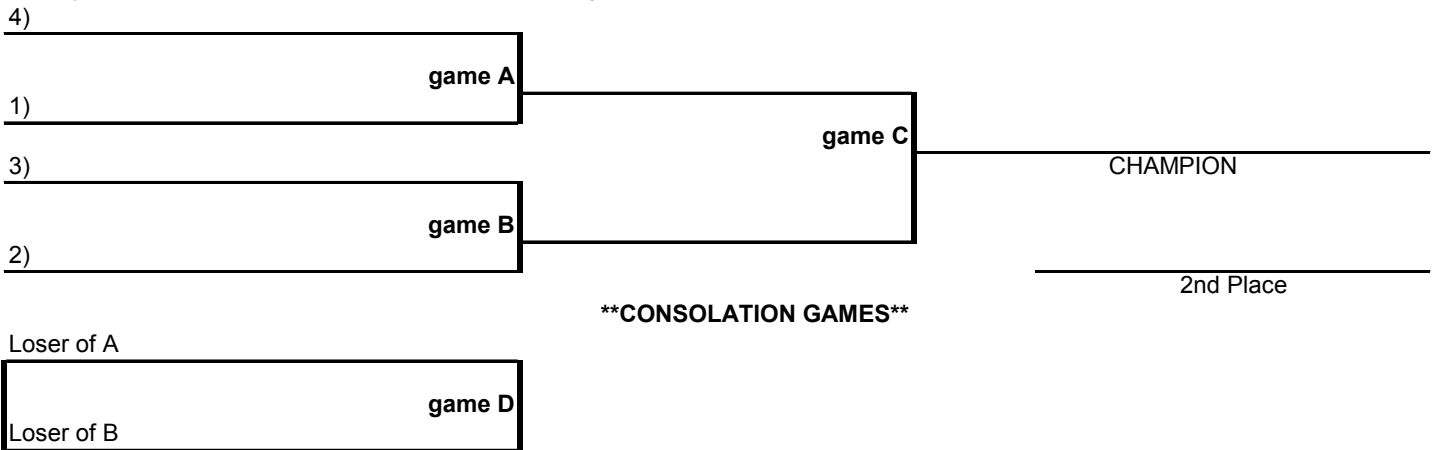 4)
game A
1)
game C
3)
CHAMPION
game B
2)
2nd Place
**CONSOLATION GAMES**
Loser of A
game D
Loser of B